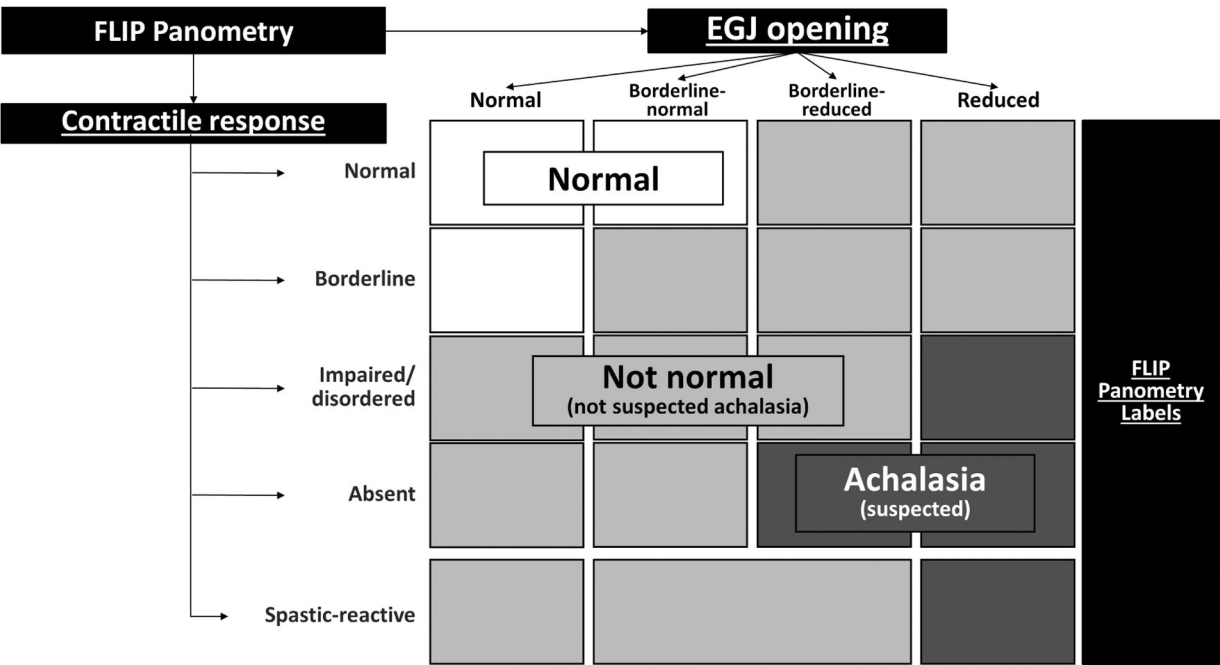 FLIP Panometry
EGJ opening
Contractile response
Normal
Borderline-
normal
Borderline-
reduced
Reduced
Normal
Normal
Borderline
Impaired/
disordered
Not normal
(not suspected achalasia)
Absent
Achalasia
(suspected)
Spastic-reactive
FLIP
Panometry
Labels